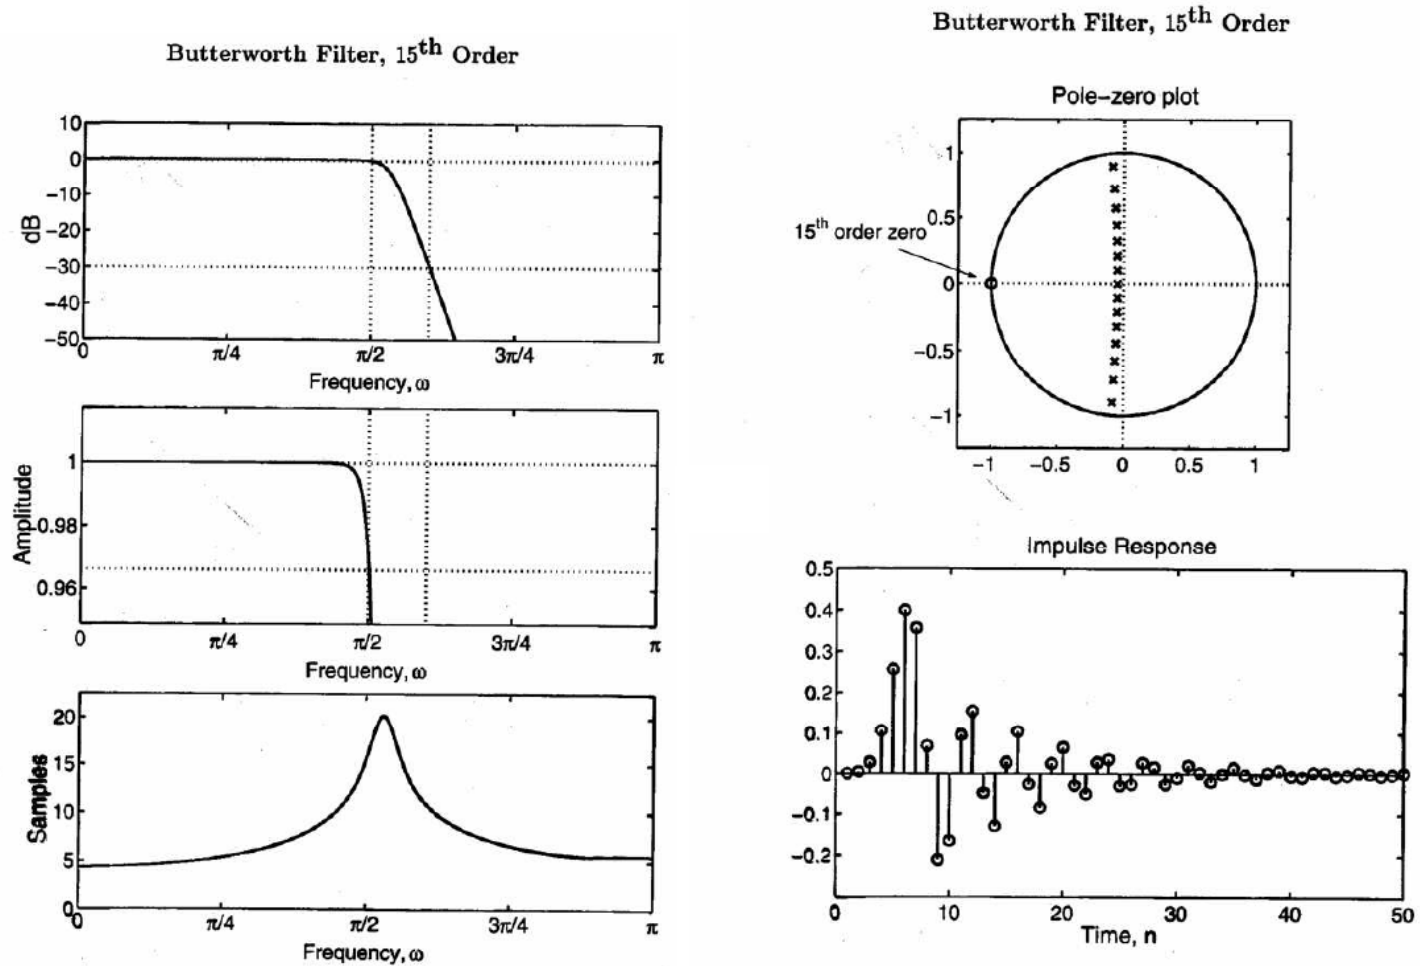 Butterworth Filter, 15th Order
10
0
−10
−20
−30
−40
−50
dB
0
π/4
π/2
3π/4
π
Frequency, ω
1
0.98
0.96
Amplitude
0
π/4
π/2
3π/4
π
Frequency, ω
20
15
10
5
0
Samples
0
π/4
π/2
3π/4
π
Frequency, ω
Butterworth Filter, 15th Order
Pole−zero plot
1
0.5
15th order zero
0
−0.5
−1
−1
−0.5
0
0.5
1
Impulse Response
0.5
0.4
0.3
0.2
0.1
0
−0.1
−0.2
0
10
20
30
40
50
Time, n